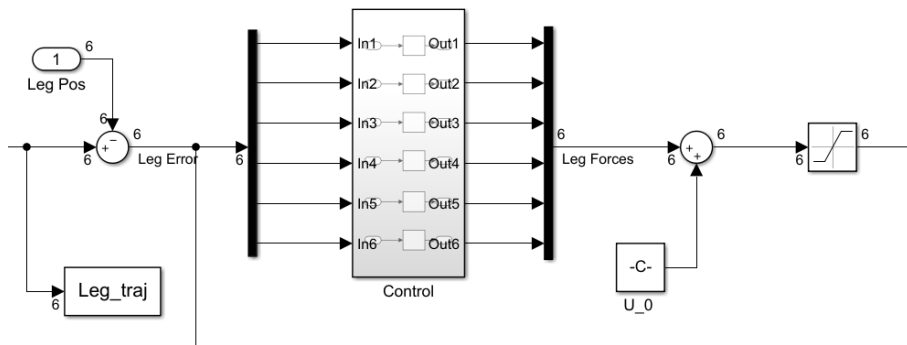 1
6
Leg Pos
6
6
6
Leg Error
6
Leg_traj
6
In1
In2
In3
In4
In5
In6
Out1
Out2
Out3
Out4
Out5
Out6
Control
6
Leg Forces
6
6
-C-
U_0
6
6